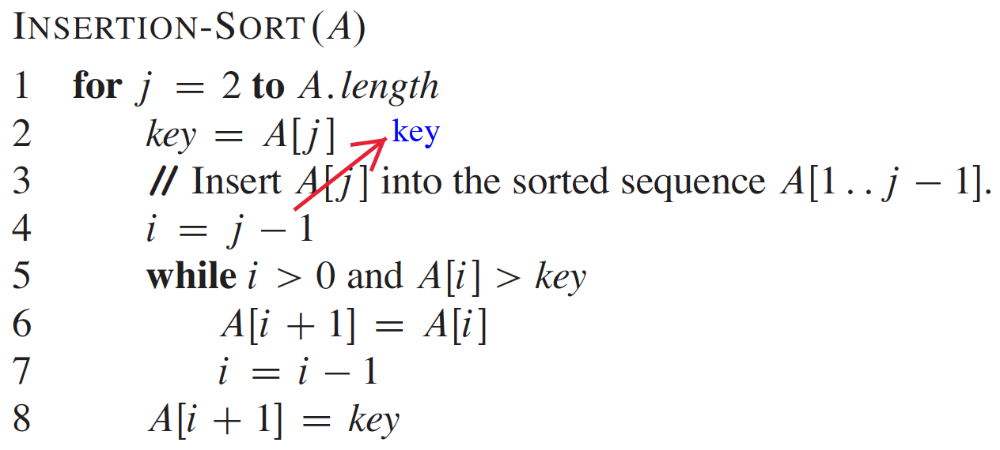 INSERTION-SORT(A)
1 for j = 2 to A.length
2 key = A[j] key
3 // Insert A[j] into the sorted sequence A[1 . . j − 1].
4 i = j − 1
5 while i > 0 and A[i] > key
6 A[i + 1] = A[i]
7 i = i − 1
8 A[i + 1] = key